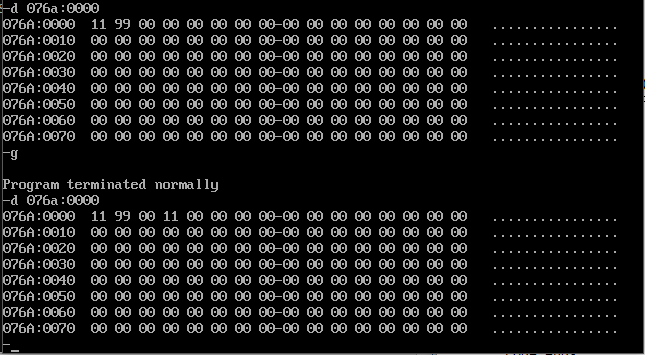 -d 076a:0000
076A:0000  11 99 00 00 00 00 00 00-00 00 00 00 00 00 00 00   ................
076A:0010  00 00 00 00 00 00 00 00-00 00 00 00 00 00 00 00   ................
076A:0020  00 00 00 00 00 00 00 00-00 00 00 00 00 00 00 00   ................
076A:0030  00 00 00 00 00 00 00 00-00 00 00 00 00 00 00 00   ................
076A:0040  00 00 00 00 00 00 00 00-00 00 00 00 00 00 00 00   ................
076A:0050  00 00 00 00 00 00 00 00-00 00 00 00 00 00 00 00   ................
076A:0060  00 00 00 00 00 00 00 00-00 00 00 00 00 00 00 00   ................
076A:0070  00 00 00 00 00 00 00 00-00 00 00 00 00 00 00 00   ................
-g
Program terminated normally
-d 076a:0000
076A:0000  11 99 00 11 00 00 00 00-00 00 00 00 00 00 00 00   ................
076A:0010  00 00 00 00 00 00 00 00-00 00 00 00 00 00 00 00   ................
076A:0020  00 00 00 00 00 00 00 00-00 00 00 00 00 00 00 00   ................
076A:0030  00 00 00 00 00 00 00 00-00 00 00 00 00 00 00 00   ................
076A:0040  00 00 00 00 00 00 00 00-00 00 00 00 00 00 00 00   ................
076A:0050  00 00 00 00 00 00 00 00-00 00 00 00 00 00 00 00   ................
076A:0060  00 00 00 00 00 00 00 00-00 00 00 00 00 00 00 00   ................
076A:0070  00 00 00 00 00 00 00 00-00 00 00 00 00 00 00 00   ................
-_